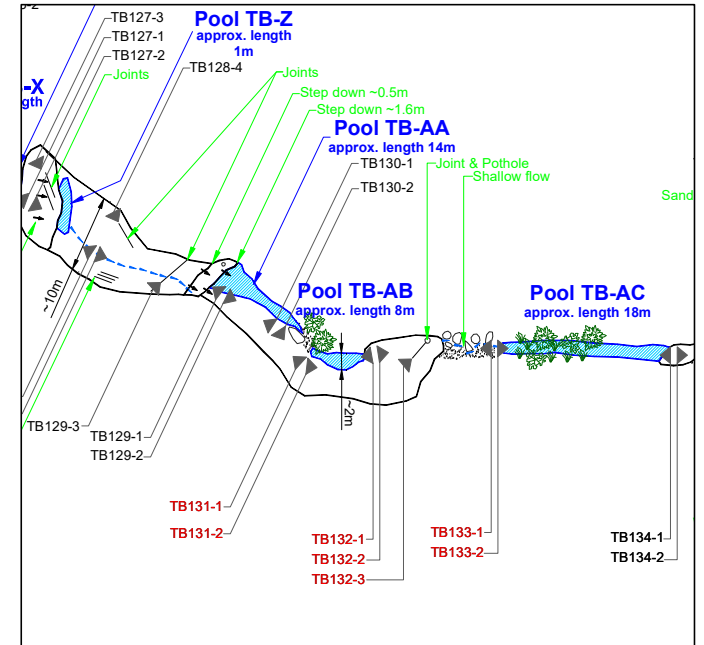 TB127-3
TB127-1
TB127-2
Joints
Pool TB-Z
approx. length
1m
TB128-4
Joints
Step down ~0.5m
Step down ~1.6m
-X
gth
Pool TB-AA
approx. length 14m
TB130-1
TB130-2
Joint & Pothole
Shallow flow
Sand
~10m
Pool TB-AB
approx. length 8m
Pool TB-AC
approx. length 18m
~2m
TB129-3
TB129-1
TB129-2
TB131-1
TB131-2
TB132-1
TB132-2
TB132-3
TB133-1
TB133-2
TB134-1
TB134-2